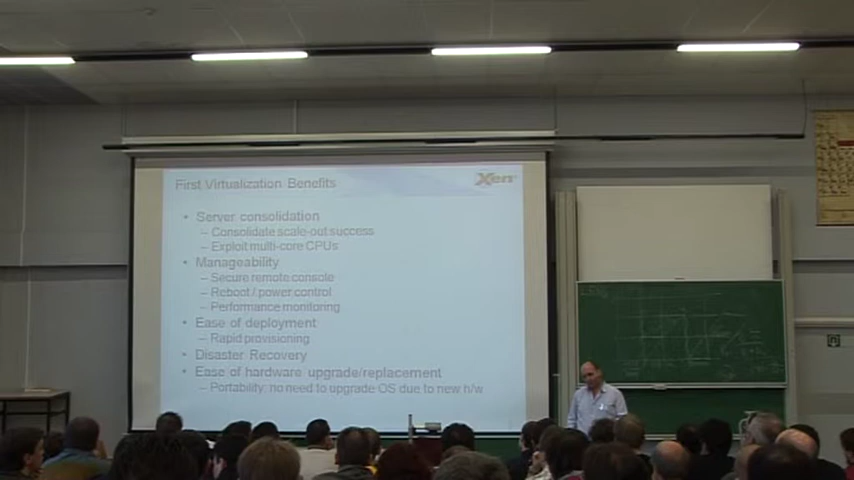 First Virtualization Benefits
Xen
• Server consolidation
– Consolidate scale-out success
– Exploit multi-core CPUs
• Manageability
– Secure remote console
– Reboot / power control
– Performance monitoring
• Ease of deployment
– Rapid provisioning
• Disaster Recovery
• Ease of hardware upgrade/replacement
– Portability: no need to upgrade OS due to new h/w